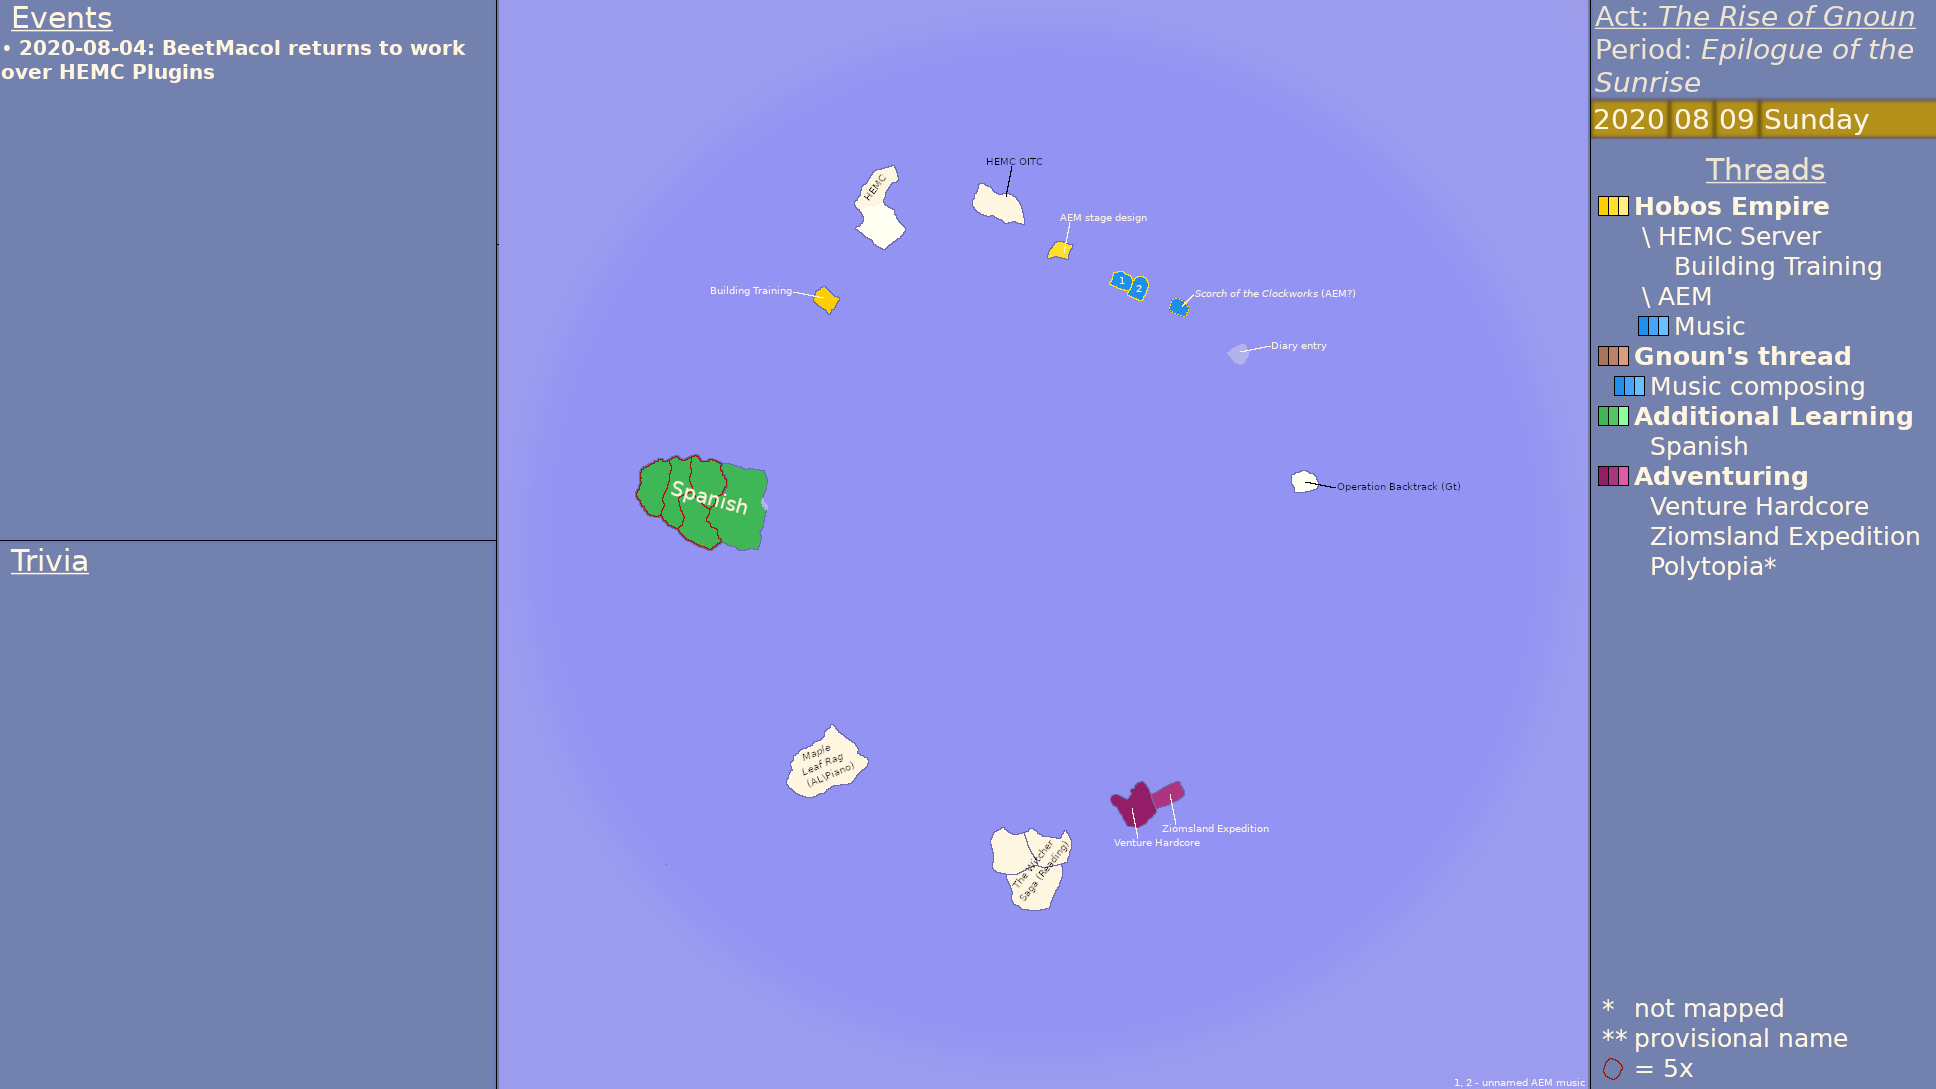 Events
• 2020-08-04: BeetMacol returns to work
over HEMC Plugins
Trivia
HEMC
HEMC OITC
AEM stage design
Building Training
1
2
Scorch of the Clockworks (AEM?)
Diary entry
Spanish
Operation Backtrack (Gt)
Maple
Leaf Rag
(AL\Piano)
The Witcher
Saga (Reading)
Ziomsland Expedition
Venture Hardcore
1, 2 - unnamed AEM music
Act: The Rise of Gnoun
Period: Epilogue of the
Sunrise
2020 08 09 Sunday
Threads
Hobos Empire
\ HEMC Server
Building Training
\ AEM
Music
Gnoun's thread
Music composing
Additional Learning
Spanish
Adventuring
Venture Hardcore
Ziomsland Expedition
Polytopia*
* not mapped
** provisional name
= 5x